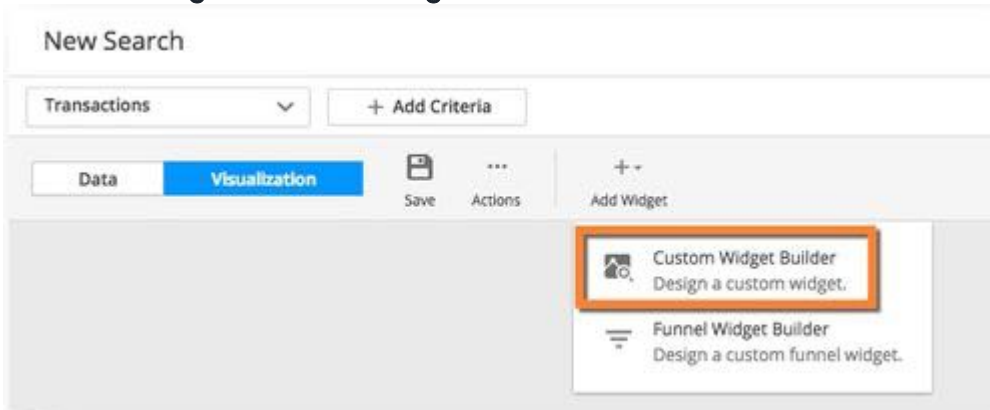 New Search
Transactions
+ Add Criteria
Data
Visualization
Save
Actions
Add Widget
Custom Widget Builder
Design a custom widget.
Funnel Widget Builder
Design a custom funnel widget.